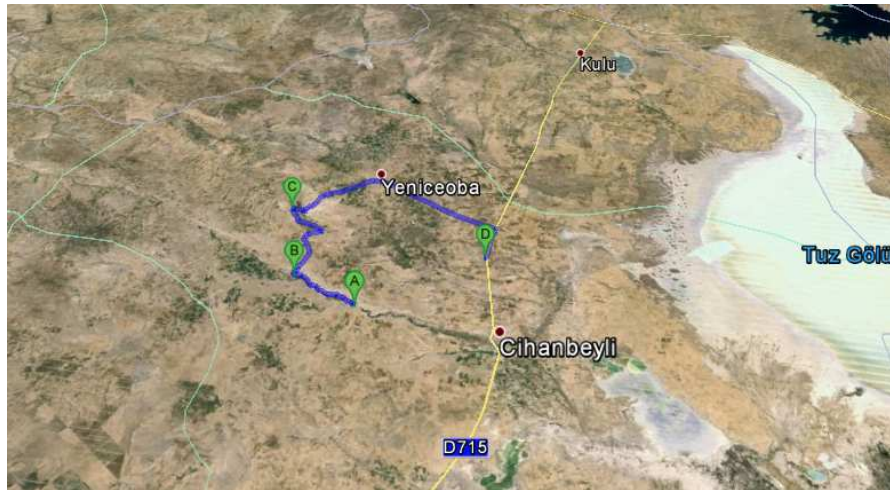 Kulu
C
Yeniceoba
D
B
Tuz Gölü
A
Cihanbeyli
D715